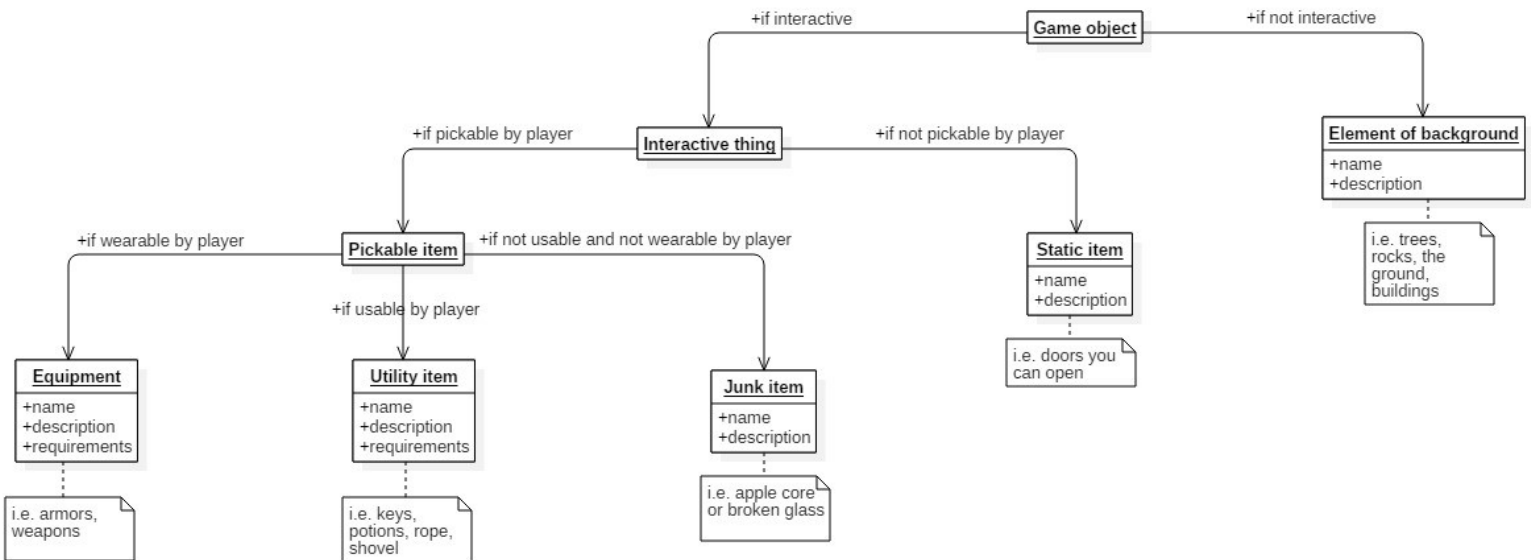 +if interactive
Game object
+if not interactive
+if pickable by player
Interactive thing
+if not pickable by player
Element of background
+name
+description
i.e. trees,
rocks, the
ground,
buildings
+if wearable by player
Pickable item
+if not usable and not wearable by player
Static item
+name
+description
i.e. doors you
can open
+if usable by player
Equipment
+name
+description
+requirements
i.e. armors,
weapons
Utility item
+name
+description
+requirements
i.e. keys,
potions, rope,
shovel
Junk item
+name
+description
i.e. apple core
or broken glass